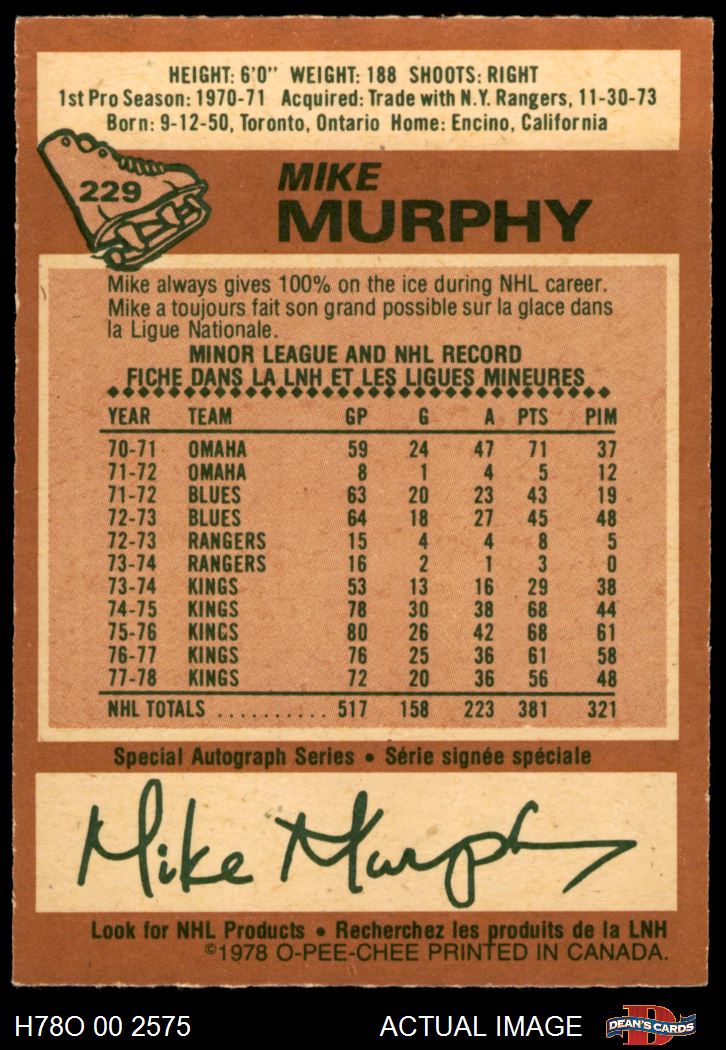 HEIGHT: 6'0" WEIGHT: 188 SHOOTS: RIGHT
1st Pro Season: 1970-71 Acquired: Trade with N.Y. Rangers, 11-30-73
Born: 9-12-50, Toronto, Ontario Home: Encino, California
229
MIKE
MURPHY
Mike always gives 100% on the ice during NHL career.
Mike a toujours fait son grand possible sur la glace dans
la Ligue Nationale.
MINOR LEAGUE AND NHL RECORD
FICHE DANS LA LNH ET LES LIGUES MINEURES
YEAR TEAM GP G A PTS PIM
70-71 OMAHA 59 24 47 71 37
71-72 OMAHA 8 1 4 5 12
71-72 BLUES 63 20 23 43 19
72-73 BLUES 64 18 27 45 48
72-73 RANGERS 15 4 4 8 5
73-74 RANGERS 16 2 1 3 0
73-74 KINGS 53 13 16 29 38
74-75 KINGS 78 30 38 68 44
75-76 KINGS 80 26 42 68 61
76-77 KINGS 76 25 36 61 58
77-78 KINGS 72 20 36 56 48
NHL TOTALS .......... 517 158 223 381 321
Special Autograph Series • Série signée spéciale
Mike Murphy
Look for NHL Products • Recherchez les produits de la LNH
©1978 O-PEE-CHEE PRINTED IN CANADA.
H78O 00 2575 ACTUAL IMAGE D DEAN'S CARDS